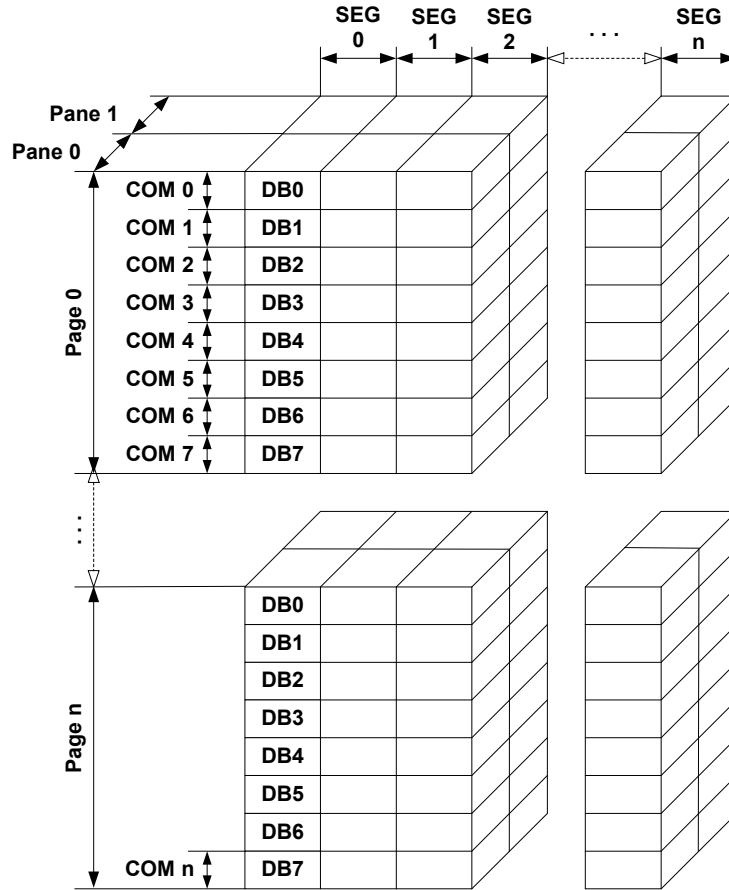 SEG 0
SEG 1
SEG 2
. . .
SEG n
Pane 1
Pane 0
Page 0
COM 0 DB0
COM 1 DB1
COM 2 DB2
COM 3 DB3
COM 4 DB4
COM 5 DB5
COM 6 DB6
COM 7 DB7
. . .
Page n
DB0
DB1
DB2
DB3
DB4
DB5
DB6
COM n DB7